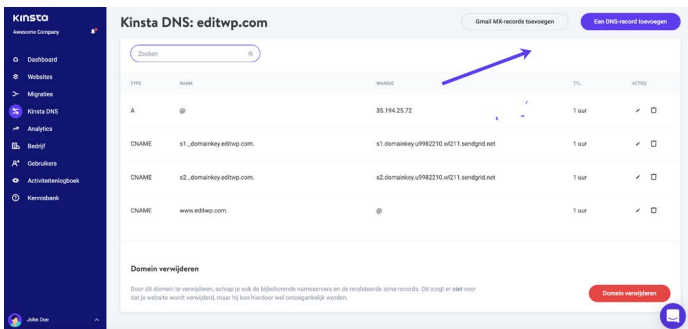 KINSTA
Awesome Company
Dashboard
Websites
Migraties
Kinsta DNS
Analytics
Bedrijf
Gebruikers
Activiteitenlogboek
Kennisbank
John Doe
Kinsta DNS: editwp.com
Gmail MX-records toevoegen
Een DNS-record toevoegen
Zoeken
TYPE NAAM WAARDE TTL ACTIES
A @ 35.194.25.72 1 uur
CNAME s1._domainkey.editwp.com. s1.domainkey.u9982210.wl211.sendgrid.net 1 uur
CNAME s2._domainkey.editwp.com. s2.domainkey.u9982210.wl211.sendgrid.net 1 uur
CNAME www.editwp.com. @ 1 uur
Domein verwijderen
Door dit domein te verwijderen, schrap je ook de bijbehorende nameservers en de gerelateerde zone-records. Dit zorgt er niet voor
dat je website wordt verwijderd, maar hij kan hierdoor wel ontoegankelijk worden.
Domein verwijderen